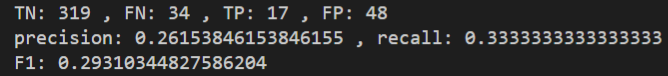 TN: 319 , FN: 34 , TP: 17 , FP: 48
precision: 0.26153846153846155 , recall: 0.3333333333333333
F1: 0.29310344827586204